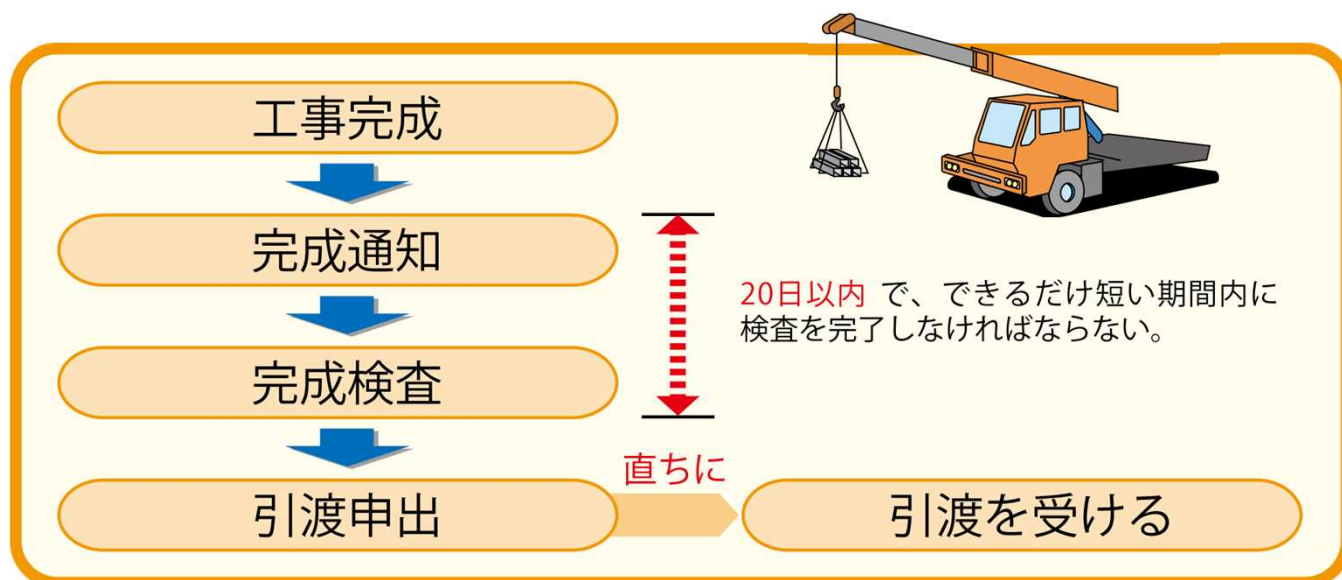 工事完成
完成通知
20日以内 で、できるだけ短い期間内に
検査を完了しなければならない。
完成検査
直ちに
引渡申出
引渡を受ける